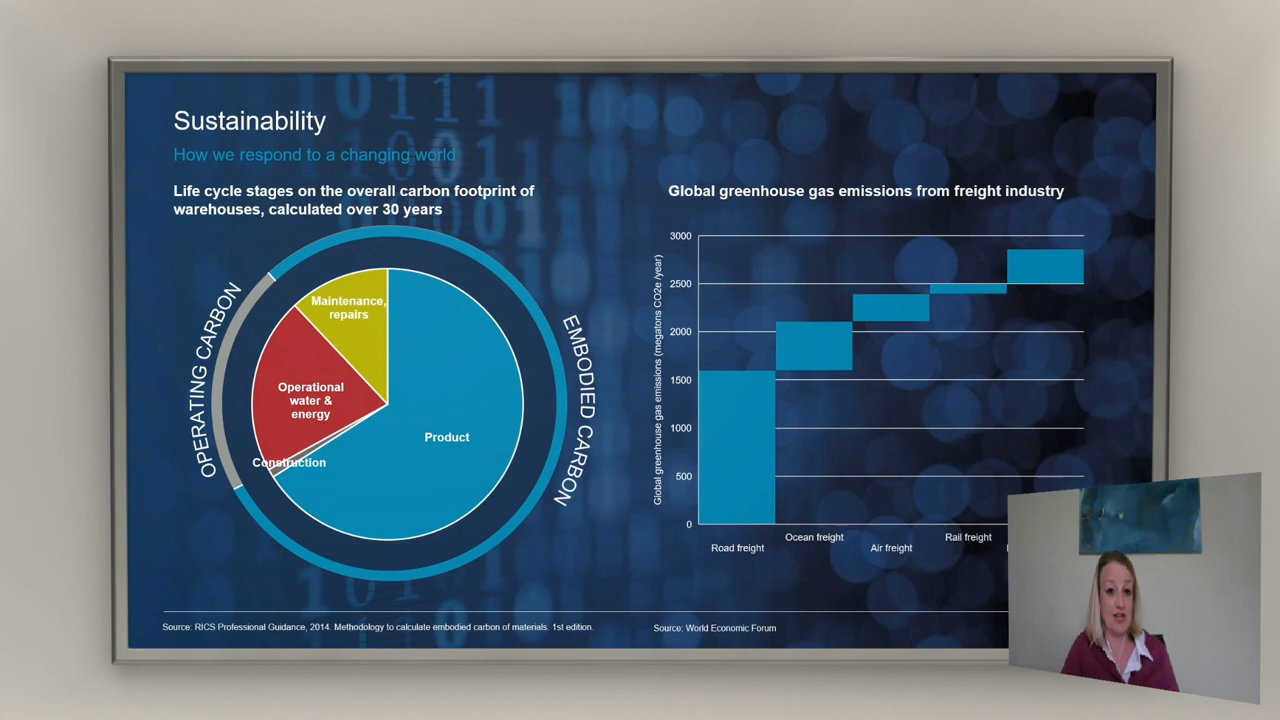 Sustainability
How we respond to a changing world
Life cycle stages on the overall carbon footprint of
warehouses, calculated over 30 years
OPERATING CARBON
EMBODIED CARBON
Maintenance,
repairs
Operational
water &
energy
Construction
Product
Global greenhouse gas emissions from freight industry
Global greenhouse gas emissions (megatons CO2e /year)
3000
2500
2000
1500
1000
500
0
Road freight
Ocean freight
Air freight
Rail freight
Source: RICS Professional Guidance, 2014. Methodology to calculate embodied carbon of materials. 1st edition.
Source: World Economic Forum